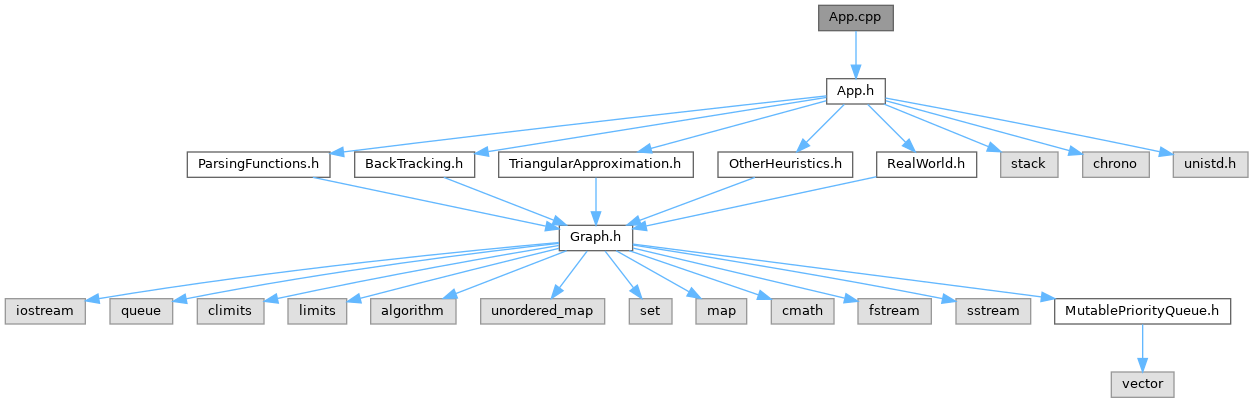 App.cpp
App.h
ParsingFunctions.h
BackTracking.h
TriangularApproximation.h
OtherHeuristics.h
RealWorld.h
stack
chrono
unistd.h
Graph.h
iostream
queue
climits
limits
algorithm
unordered_map
set
map
cmath
fstream
sstream
MutablePriorityQueue.h
vector